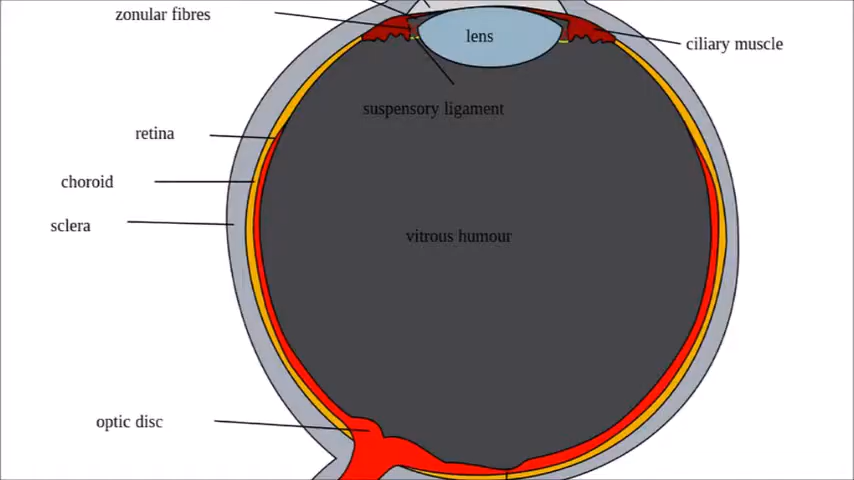 zonular fibres
lens
ciliary muscle
suspensory ligament
retina
choroid
sclera
vitrous humour
optic disc